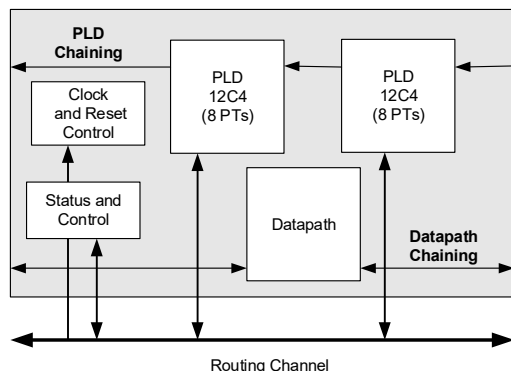 PLD
Chaining
Clock
and Reset
Control
PLD
12C4
(8 PTs)
PLD
12C4
(8 PTs)
Status and
Control
Datapath
Datapath
Chaining
Routing Channel